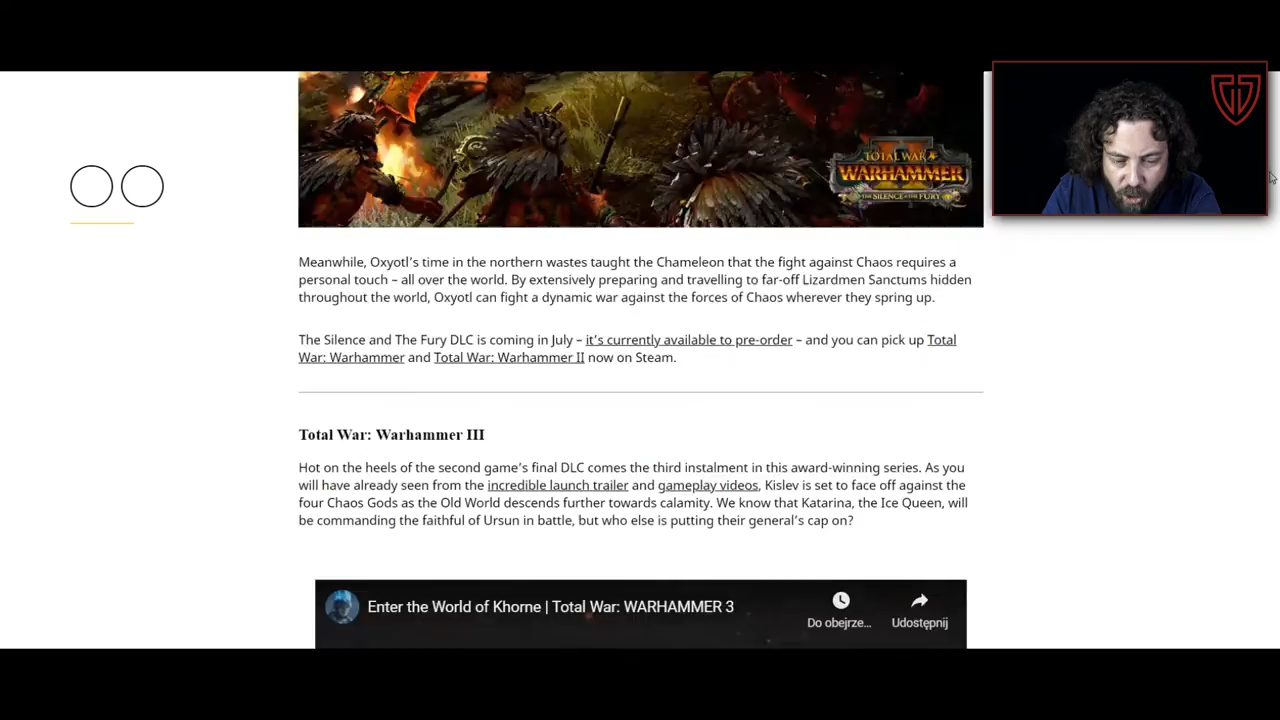 TOTAL WAR
II
WARHAMMER
THE SILENCE & THE FURY
Meanwhile, Oxyotl's time in the northern wastes taught the Chameleon that the fight against Chaos requires a
personal touch – all over the world. By extensively preparing and travelling to far-off Lizardmen Sanctums hidden
throughout the world, Oxyotl can fight a dynamic war against the forces of Chaos wherever they spring up.
The Silence and The Fury DLC is coming in July – it's currently available to pre-order – and you can pick up Total
War: Warhammer and Total War: Warhammer II now on Steam.
Total War: Warhammer III
Hot on the heels of the second game's final DLC comes the third instalment in this award-winning series. As you
will have already seen from the incredible launch trailer and gameplay videos, Kislev is set to face off against the
four Chaos Gods as the Old World descends further towards calamity. We know that Katarina, the Ice Queen, will
be commanding the faithful of Ursun in battle, but who else is putting their general's cap on?
Enter the World of Khorne | Total War: WARHAMMER 3
Do obejrze...
Udostępnij